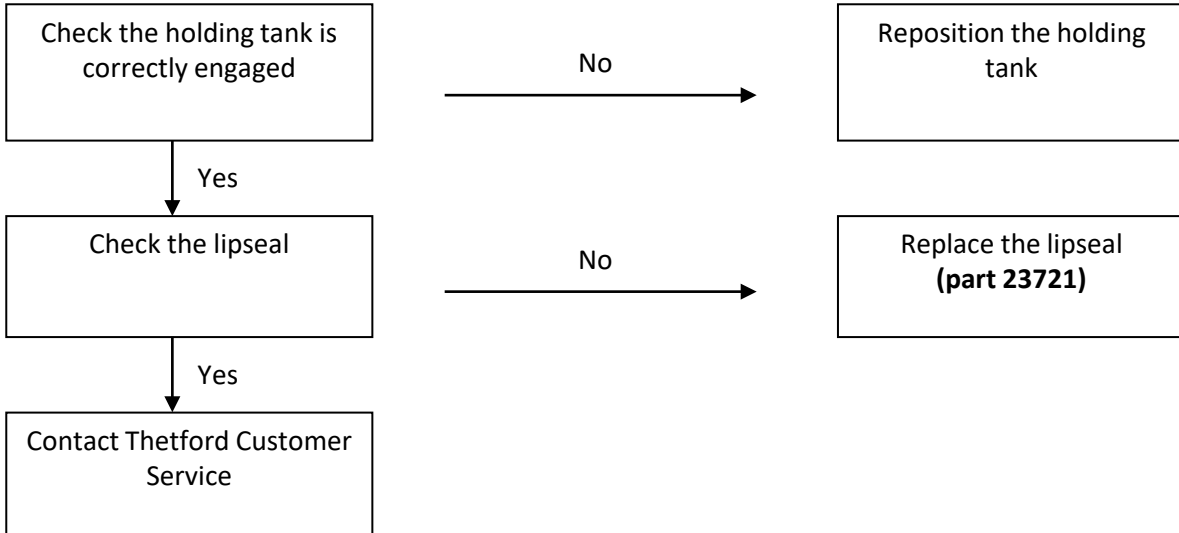 Check the holding tank is
correctly engaged
No
Reposition the holding
tank
Yes
Check the lipseal
No
Replace the lipseal
(part 23721)
Yes
Contact Thetford Customer
Service